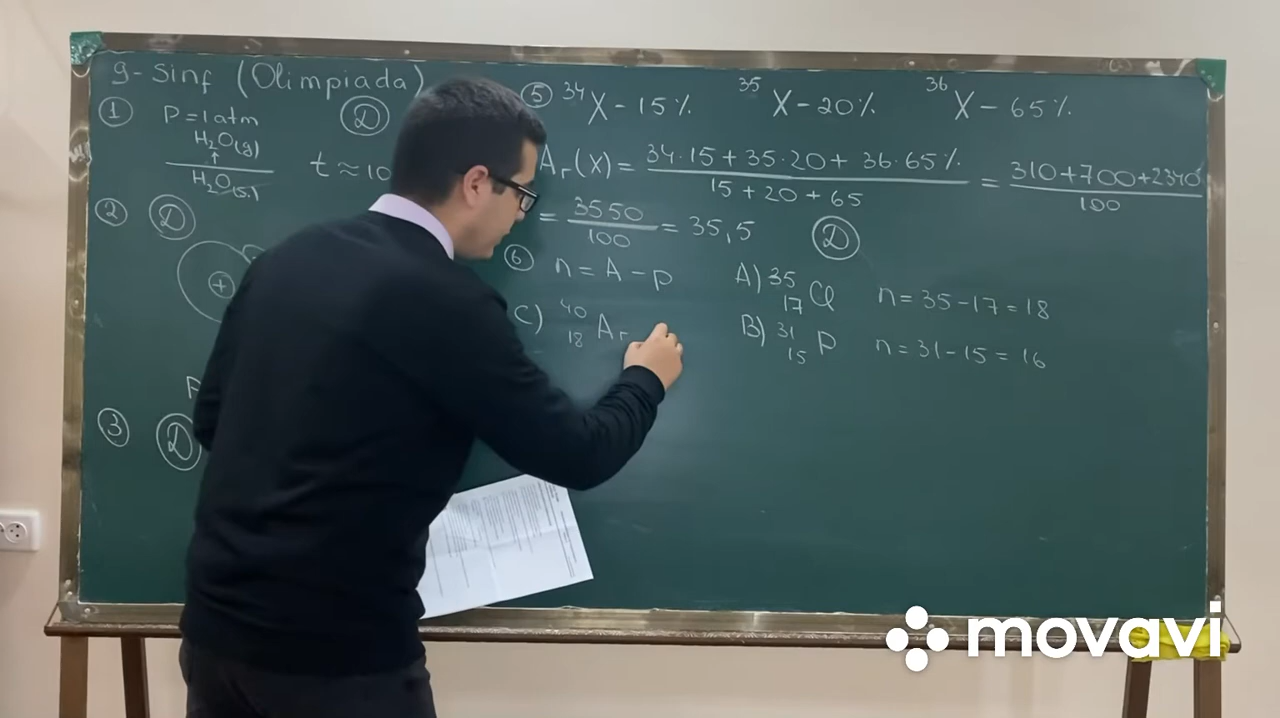 9-Sinf (Olimpiada)
① P=1atm Ⓓ
H₂O(g)
↑
H₂O(s.)
t ≈ 10
② Ⓓ
+
③ Ⓓ
⑤ ³⁴X - 15% ³⁵X - 20% ³⁶X - 65%
Aᵣ(X) = (34·15 + 35·20 + 36·65%)/(15 + 20 + 65) = (310+700+2340)/100
= 3550/100 = 35,5 Ⓓ
⑥ n = A - p
A) ³⁵₁₇Cl n = 35-17 = 18
B) ³¹₁₅P n = 31-15 = 16
C) ⁴⁰₁₈Ar
movavi